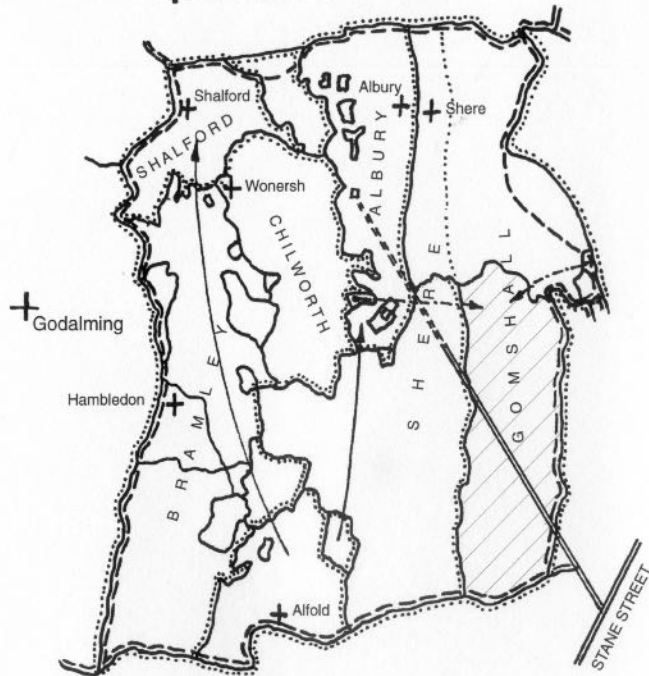 Shalford
Albury
Shere
SHALFORD
ALBURY
Wonersh
CHILWORTH
SHERE
GOMSHALL
Godalming
Hambledon
BRAMLEY
Alfold
STANE STREET